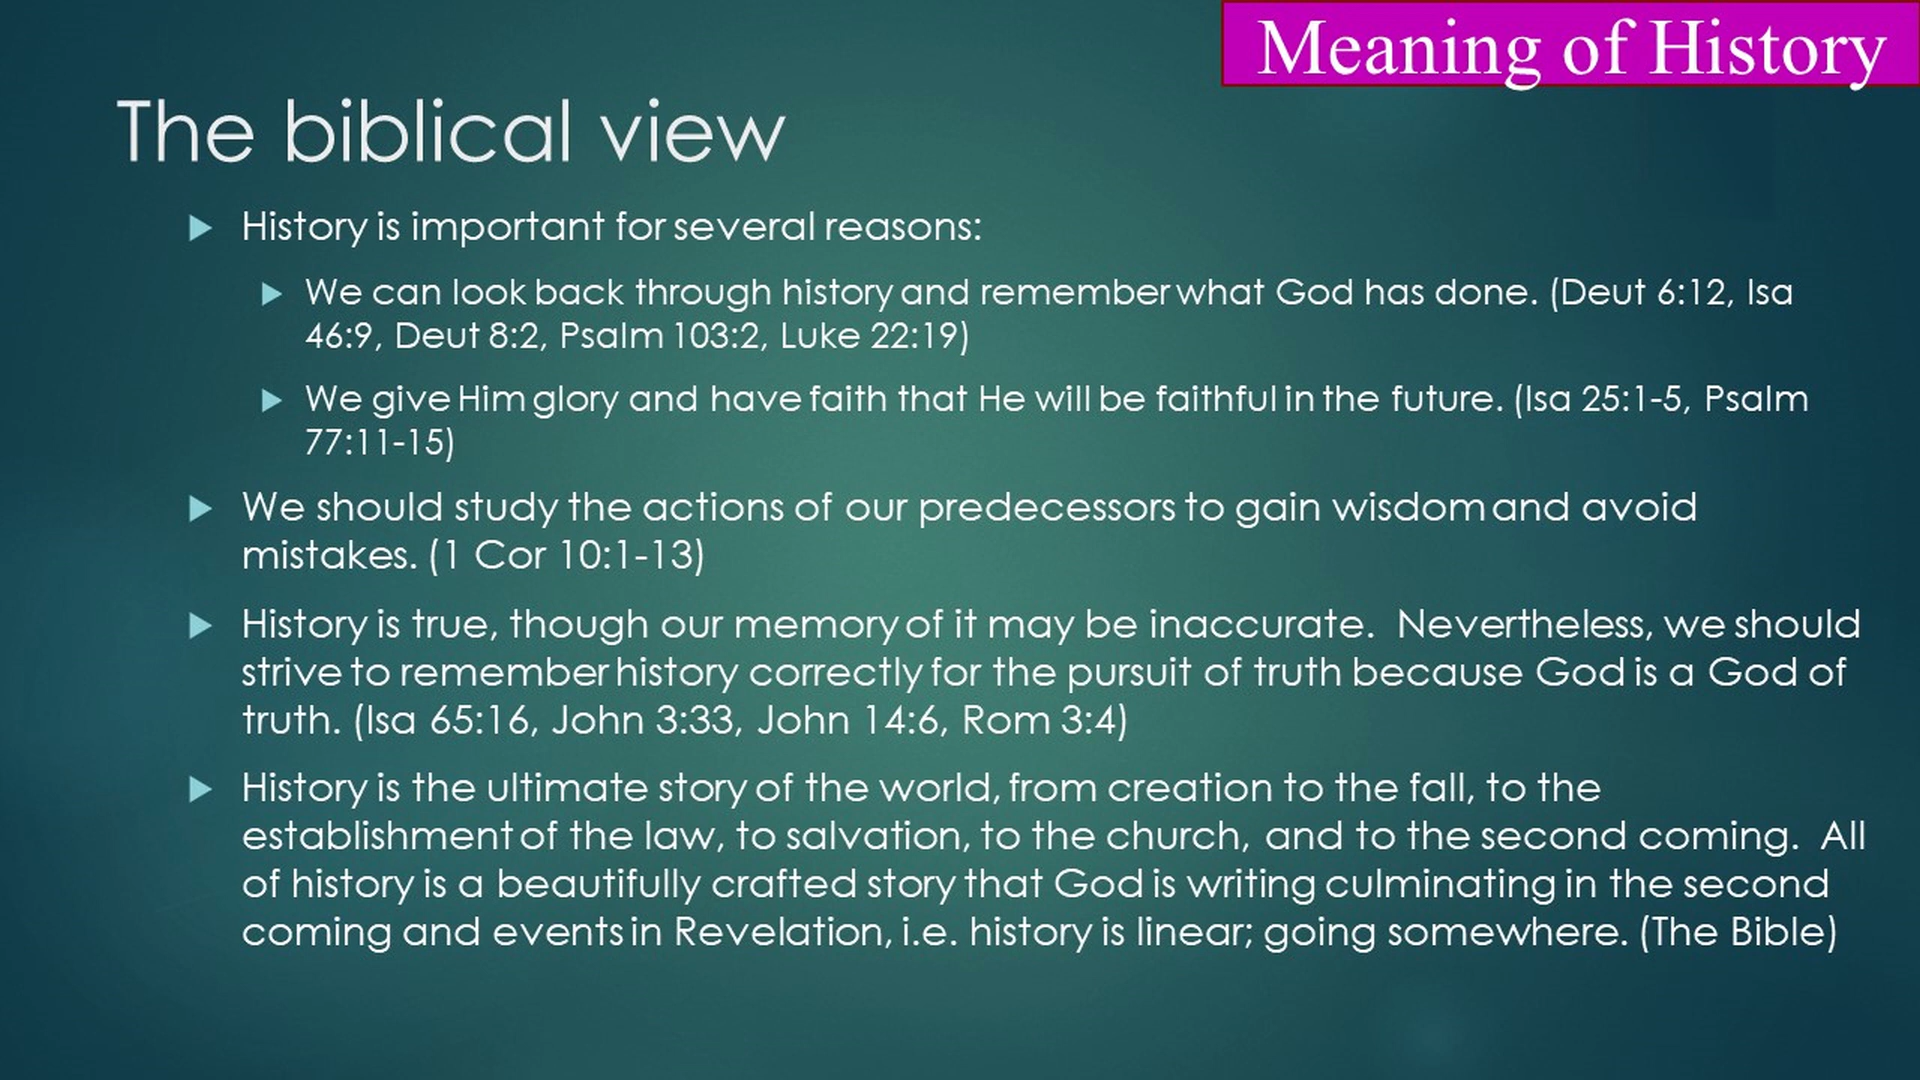 Meaning of History
The biblical view
History is important for several reasons:
We can look back through history and remember what God has done. (Deut 6:12, Isa
46:9, Deut 8:2, Psalm 103:2, Luke 22:19)
We give Him glory and have faith that He will be faithful in the future. (Isa 25:1-5, Psalm
77:11-15)
We should study the actions of our predecessors to gain wisdom and avoid
mistakes. (1 Cor 10:1-13)
History is true, though our memory of it may be inaccurate.  Nevertheless, we should
strive to remember history correctly for the pursuit of truth because God is a God of
truth. (Isa 65:16, John 3:33, John 14:6, Rom 3:4)
History is the ultimate story of the world, from creation to the fall, to the
establishment of the law, to salvation, to the church, and to the second coming.  All
of history is a beautifully crafted story that God is writing culminating in the second
coming and events in Revelation, i.e. history is linear; going somewhere. (The Bible)